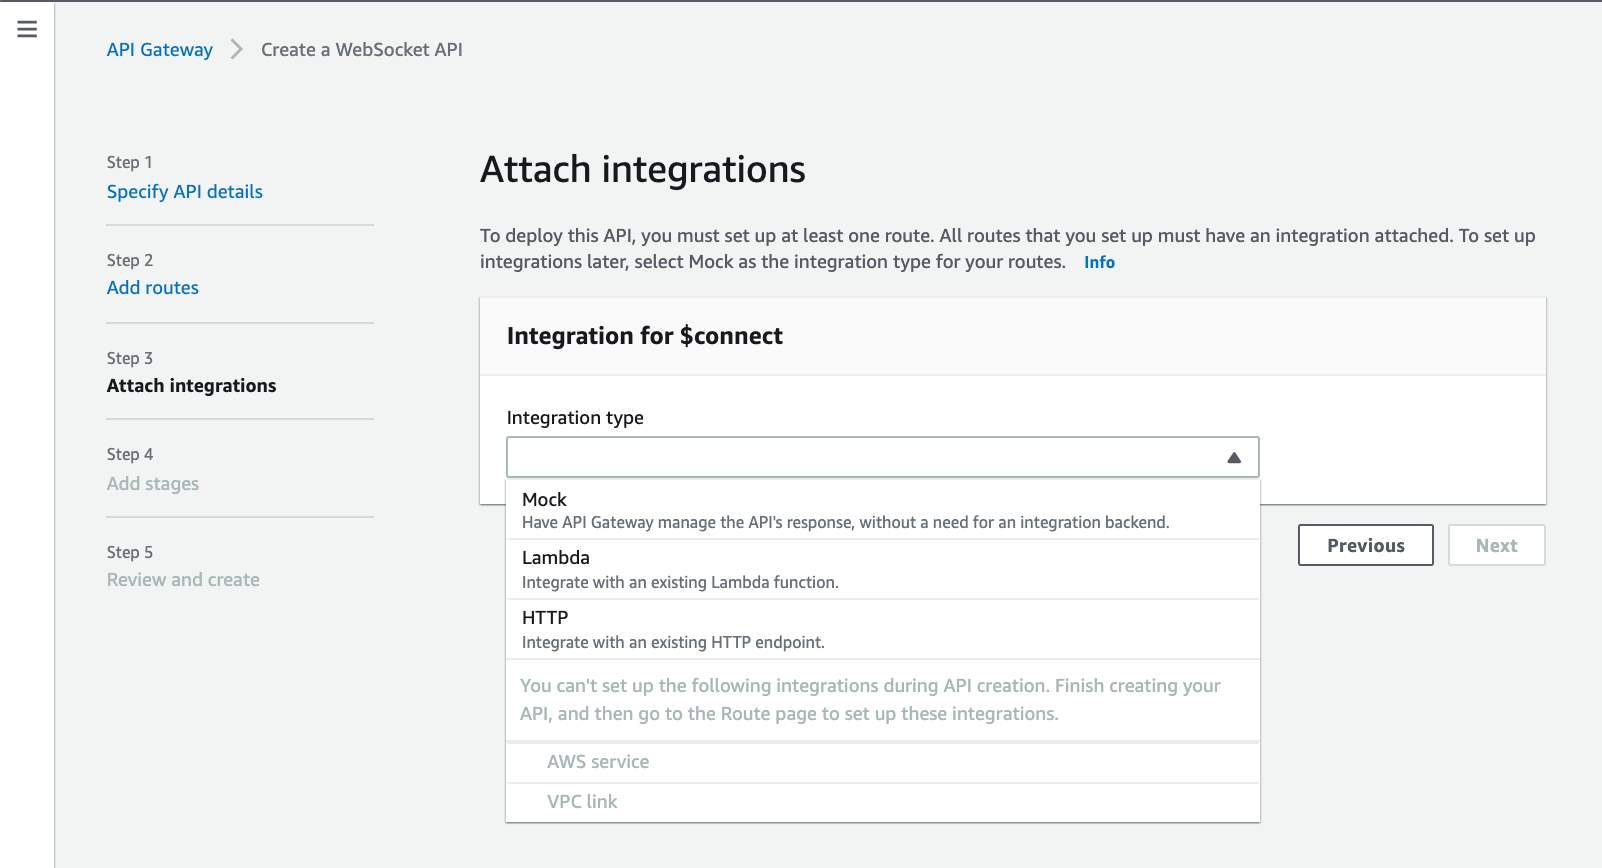 API Gateway
Create a WebSocket API
Step 1
Specify API details
Step 2
Add routes
Step 3
Attach integrations
Step 4
Add stages
Step 5
Review and create
Attach integrations
To deploy this API, you must set up at least one route. All routes that you set up must have an integration attached. To set up
integrations later, select Mock as the integration type for your routes. Info
Integration for $connect
Integration type
Mock
Have API Gateway manage the API's response, without a need for an integration backend.
Lambda
Integrate with an existing Lambda function.
HTTP
Integrate with an existing HTTP endpoint.
You can't set up the following integrations during API creation. Finish creating your
API, and then go to the Route page to set up these integrations.
AWS service
VPC link
Previous
Next